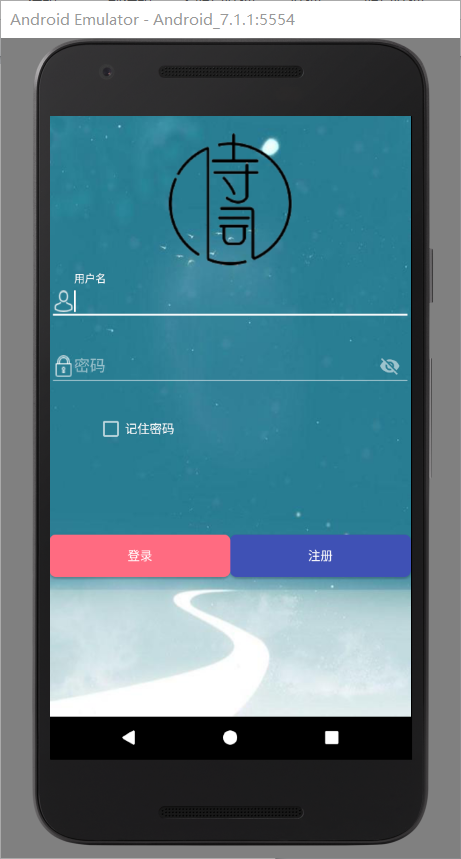 Android Emulator - Android_7.1.1:5554
诗词
用户名
密码
记住密码
登录
注册